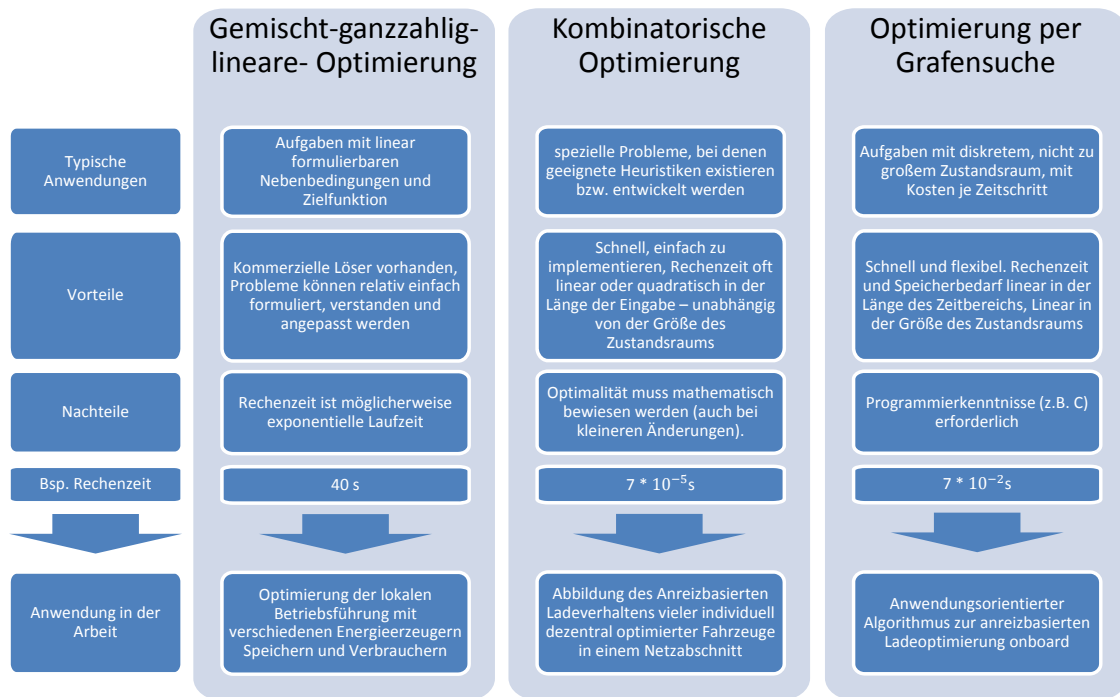 Gemischt-ganzzahlig-
lineare- Optimierung
Kombinatorische
Optimierung
Optimierung per
Grafensuche
Typische
Anwendungen
Aufgaben mit linear
formulierbaren
Nebenbedingungen und
Zielfunktion
spezielle Probleme, bei denen
geeignete Heuristiken existieren
bzw. entwickelt werden
Aufgaben mit diskretem, nicht zu
großem Zustandsraum, mit
Kosten je Zeitschritt
Vorteile
Kommerzielle Löser vorhanden,
Probleme können relativ einfach
formuliert, verstanden und
angepasst werden
Schnell, einfach zu
implementieren, Rechenzeit oft
linear oder quadratisch in der
Länge der Eingabe – unabhängig
von der Größe des
Zustandsraums
Schnell und flexibel. Rechenzeit
und Speicherbedarf linear in der
Länge des Zeitbereichs, Linear in
der Größe des Zustandsraums
Nachteile
Rechenzeit ist möglicherweise
exponentielle Laufzeit
Optimalität muss mathematisch
bewiesen werden (auch bei
kleineren Änderungen).
Programmierkenntnisse (z.B. C)
erforderlich
Bsp. Rechenzeit
40 s
7 * 10⁻⁵s
7 * 10⁻²s
Anwendung in der
Arbeit
Optimierung der lokalen
Betriebsführung mit
verschiedenen Energieerzeugern
Speichern und Verbrauchern
Abbildung des Anreizbasierten
Ladeverhaltens vieler individuell
dezentral optimierter Fahrzeuge
in einem Netzabschnitt
Anwendungsorientierter
Algorithmus zur anreizbasierten
Ladeoptimierung onboard